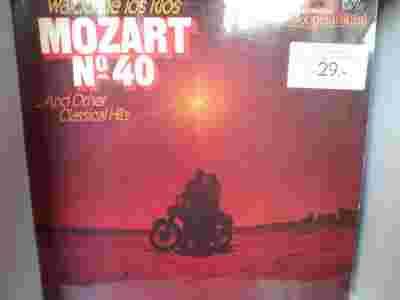 Waldo de los Rios
MOZART
Nº 40
...And Other
Classical Hits
29.-